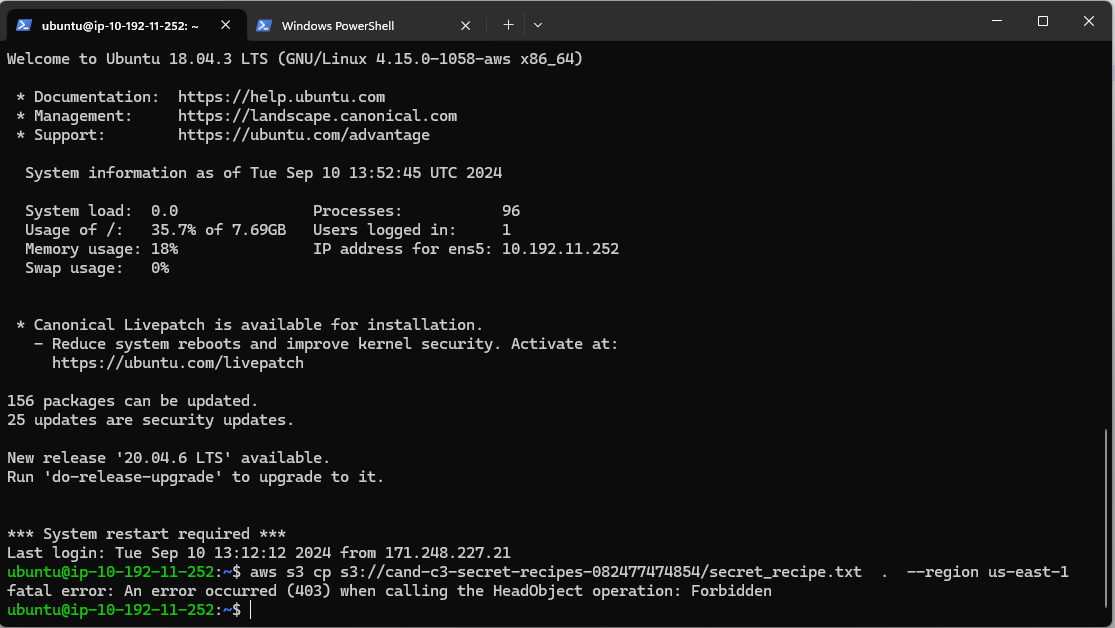 ubuntu@ip-10-192-11-252: ~
Windows PowerShell
Welcome to Ubuntu 18.04.3 LTS (GNU/Linux 4.15.0-1058-aws x86_64)
* Documentation:  https://help.ubuntu.com
* Management:     https://landscape.canonical.com
* Support:        https://ubuntu.com/advantage
System information as of Tue Sep 10 13:52:45 UTC 2024
System load:  0.0               Processes:           96
Usage of /:   35.7% of 7.69GB   Users logged in:     1
Memory usage: 18%               IP address for ens5: 10.192.11.252
Swap usage:   0%
* Canonical Livepatch is available for installation.
- Reduce system reboots and improve kernel security. Activate at:
https://ubuntu.com/livepatch
156 packages can be updated.
25 updates are security updates.
New release '20.04.6 LTS' available.
Run 'do-release-upgrade' to upgrade to it.
*** System restart required ***
Last login: Tue Sep 10 13:12:12 2024 from 171.248.227.21
ubuntu@ip-10-192-11-252:~$ aws s3 cp s3://cand-c3-secret-recipes-082477474854/secret_recipe.txt  .  --region us-east-1
fatal error: An error occurred (403) when calling the HeadObject operation: Forbidden
ubuntu@ip-10-192-11-252:~$